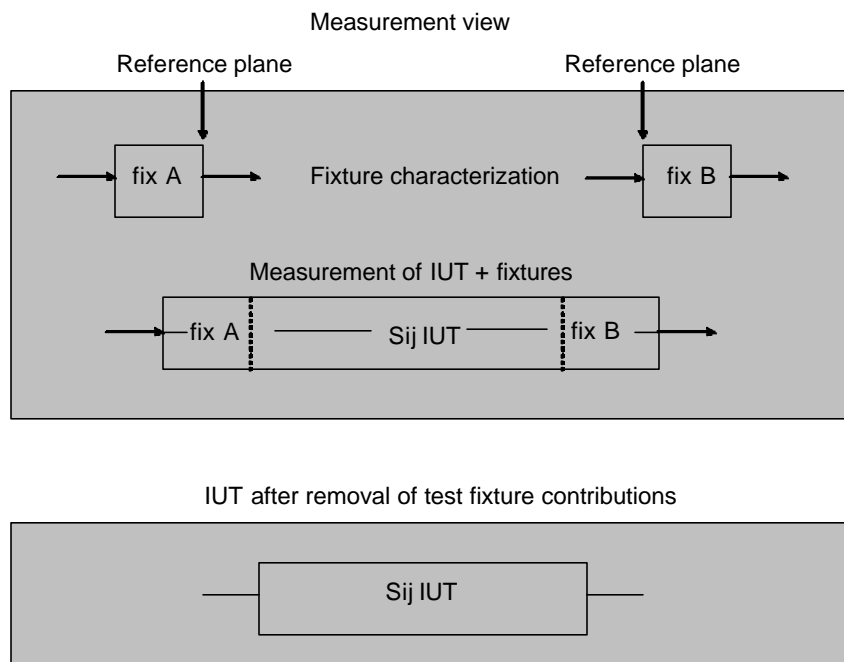 Measurement view
Reference plane Reference plane
fix A Fixture characterization fix B
Measurement of IUT + fixtures
fix A Sij IUT fix B
IUT after removal of test fixture contributions
Sij IUT